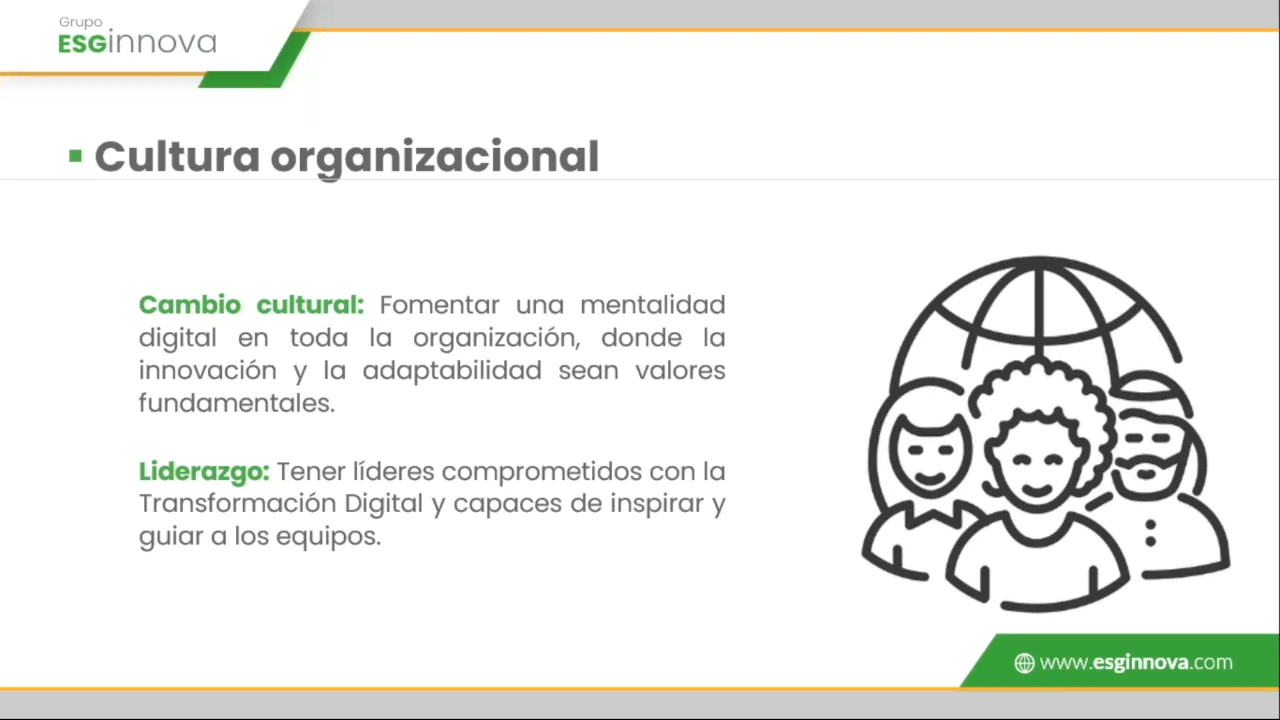 Grupo
ESGinnova
Cultura organizacional
Cambio cultural: Fomentar una mentalidad
digital en toda la organización, donde la
innovación y la adaptabilidad sean valores
fundamentales.
Liderazgo: Tener líderes comprometidos con la
Transformación Digital y capaces de inspirar y
guiar a los equipos.
www.esginnova.com